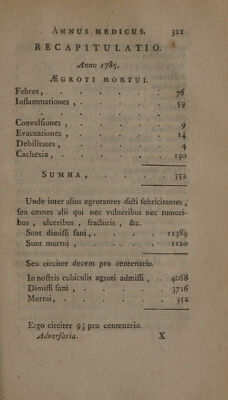 ANNUS MEDICUS. 321
RECAPITULATIO.
Anno 1785.
ÆGROTI MORTUI.
Febres, . . . . . . 76
Inflammationes , . . . . . 59
Convulſiones , . . . . . 9
Evacuationes , . . . . . 14
Debilitates , . . . . . 4
Cachexiæ, . . . . . . 190
SUMMA, . . . . 352
Unde inter alios ægrotantes dicti febricitantes ,
ſeu omnes alii qui nec vulneribus nec tumori-
bus , ulceribus , fracturis , &c.
Sunt dimiſſi ſani , . . . . 11389
Sunt mortui , . . . . . 1120
Seu circiter decem pro centenario.
In noſtris cubiculis ægroti admiſſi , . 4068
Dimiſſi ſani , . . . . . 3716
Mortui, . . . . . . 352
Ergo circiter 9 ½ pro centenario.
Adverſaria. X